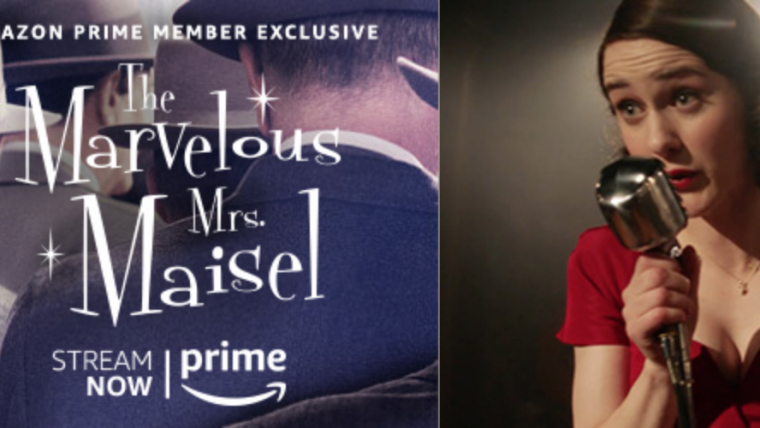 AZON PRIME MEMBER EXCLUSIVE
The
Marvelous
Mrs.
Maisel
STREAM
NOW
prime